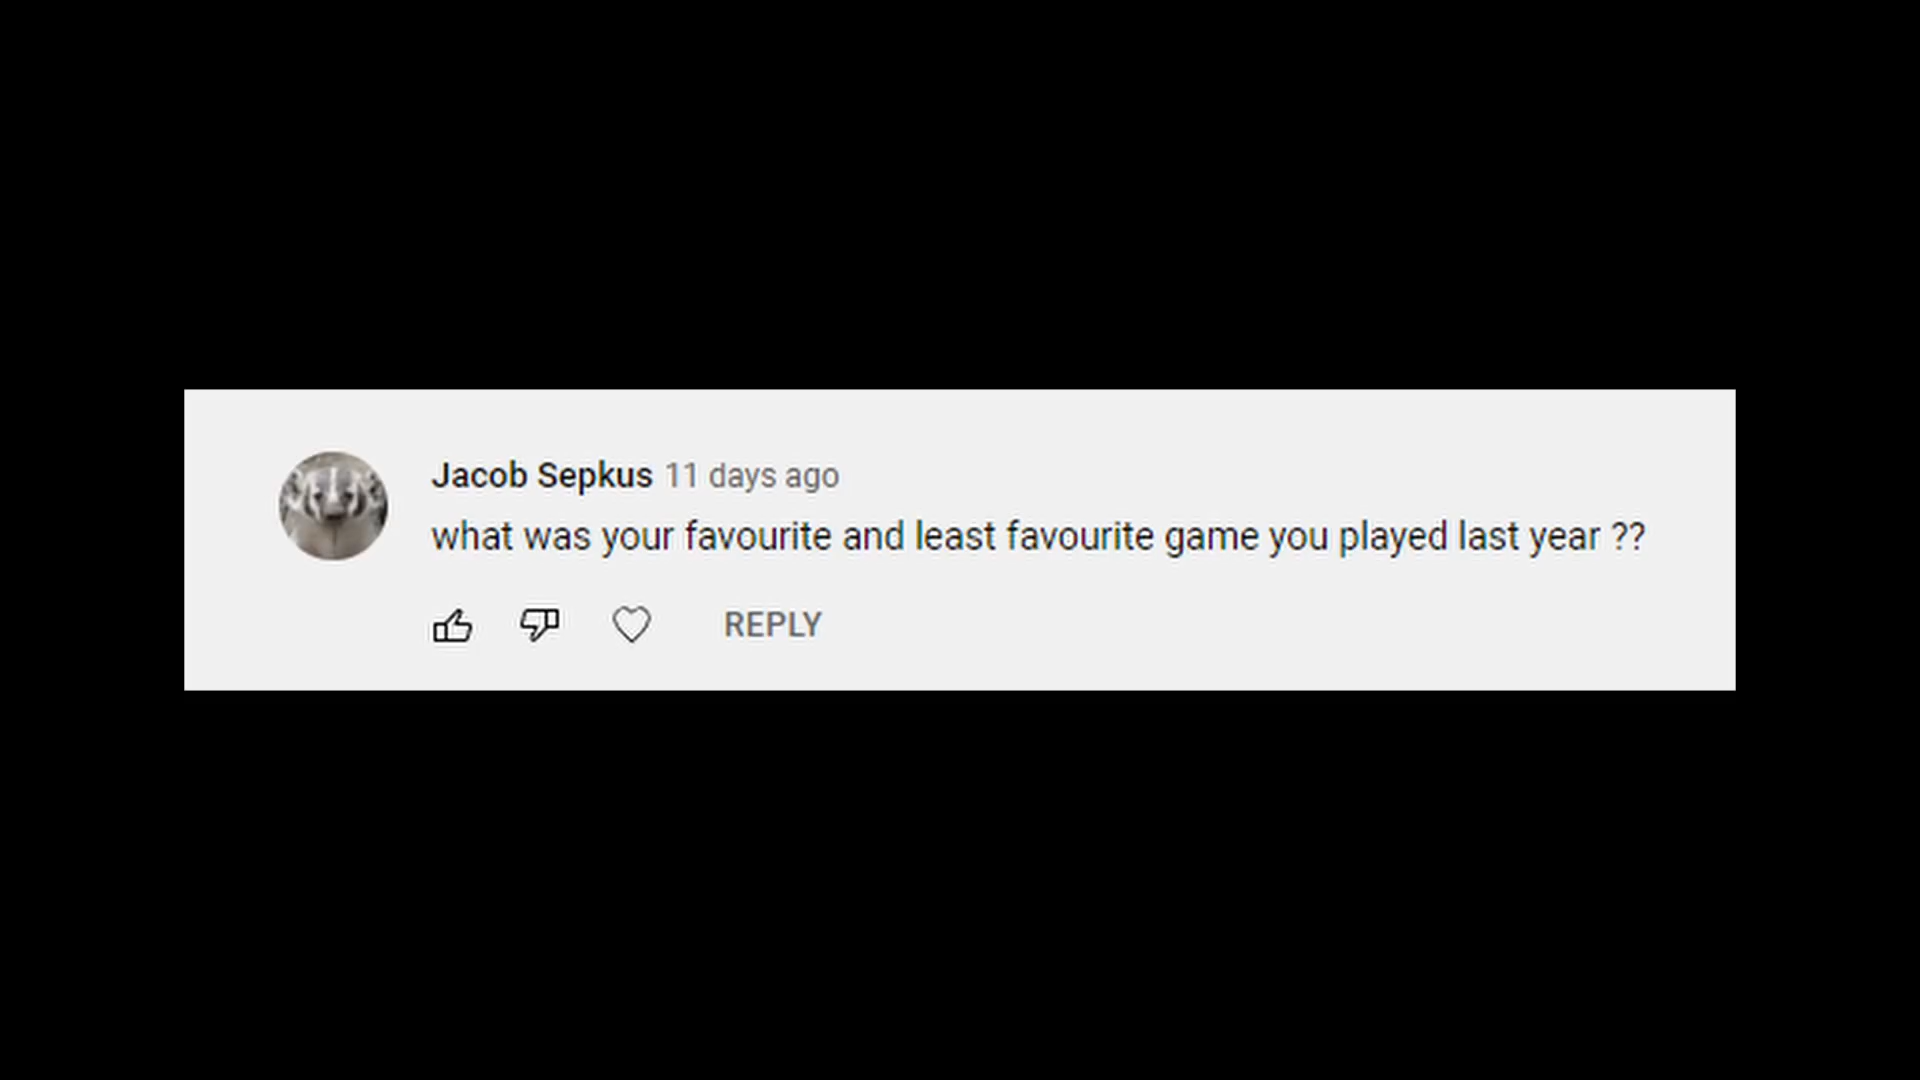 Jacob Sepkus 11 days ago
what was your favourite and least favourite game you played last year ??
REPLY